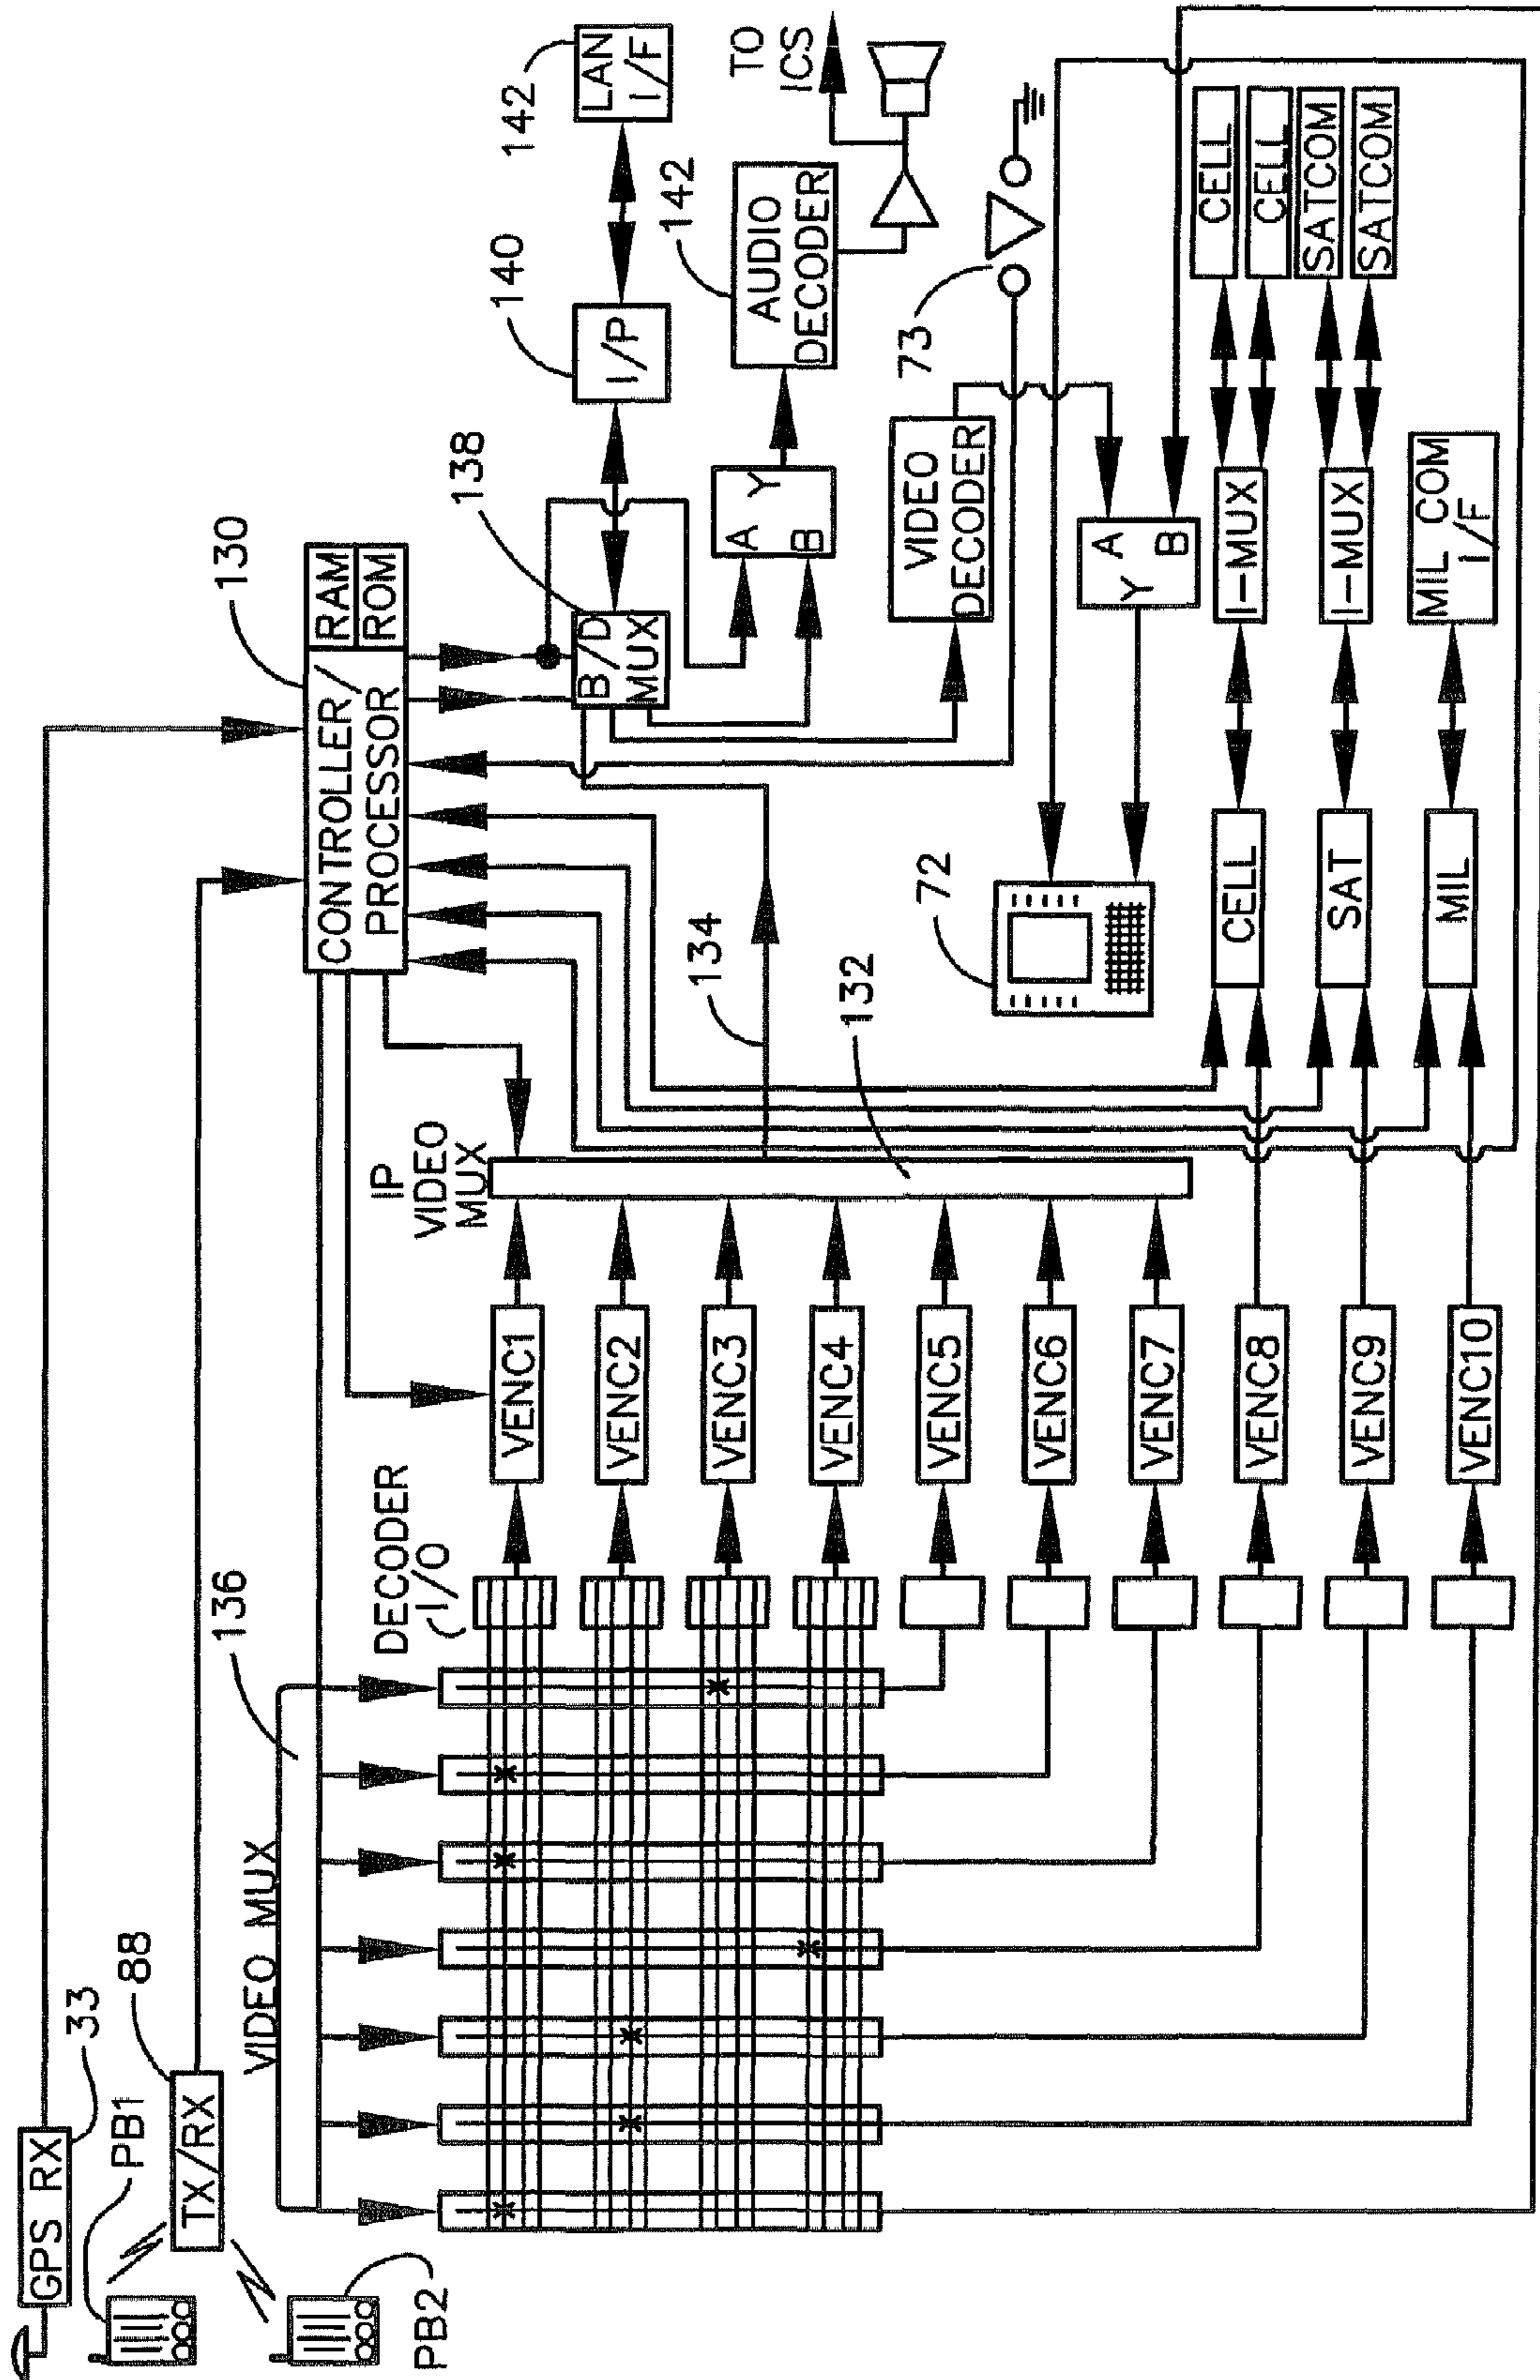 GPS RX
33
PB1
TX/RX
88
PB2
VIDEO MUX
136
CONTROLLER/
PROCESSOR
RAM
ROM
130
DECODER
I/O
IP
VIDEO
MUX
VENC1
VENC2
VENC3
VENC4
VENC5
VENC6
VENC7
VENC8
VENC9
VENC10
132
134
B/D
MUX
138
I/P
140
LAN
I/F
142
A
Y
B
AUDIO
DECODER
142
TO
ICS
VIDEO
DECODER
73
72
Y
A
B
CELL
I-MUX
CELL
CELL
SAT
I-MUX
SATCOM
SATCOM
MIL
MIL COM
I/F